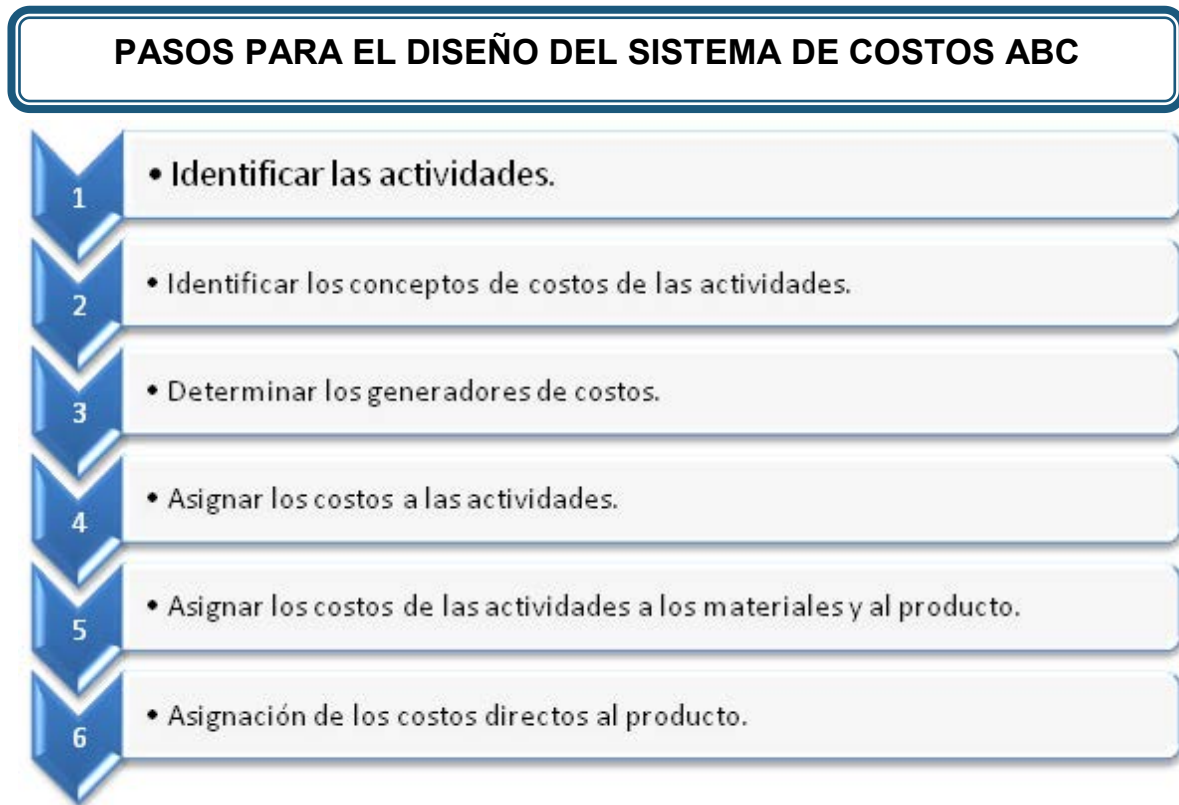 PASOS PARA EL DISEÑO DEL SISTEMA DE COSTOS ABC
1
• Identificar las actividades.
2
• Identificar los conceptos de costos de las actividades.
3
• Determinar los generadores de costos.
4
• Asignar los costos a las actividades.
5
• Asignar los costos de las actividades a los materiales y al producto.
6
• Asignación de los costos directos al producto.